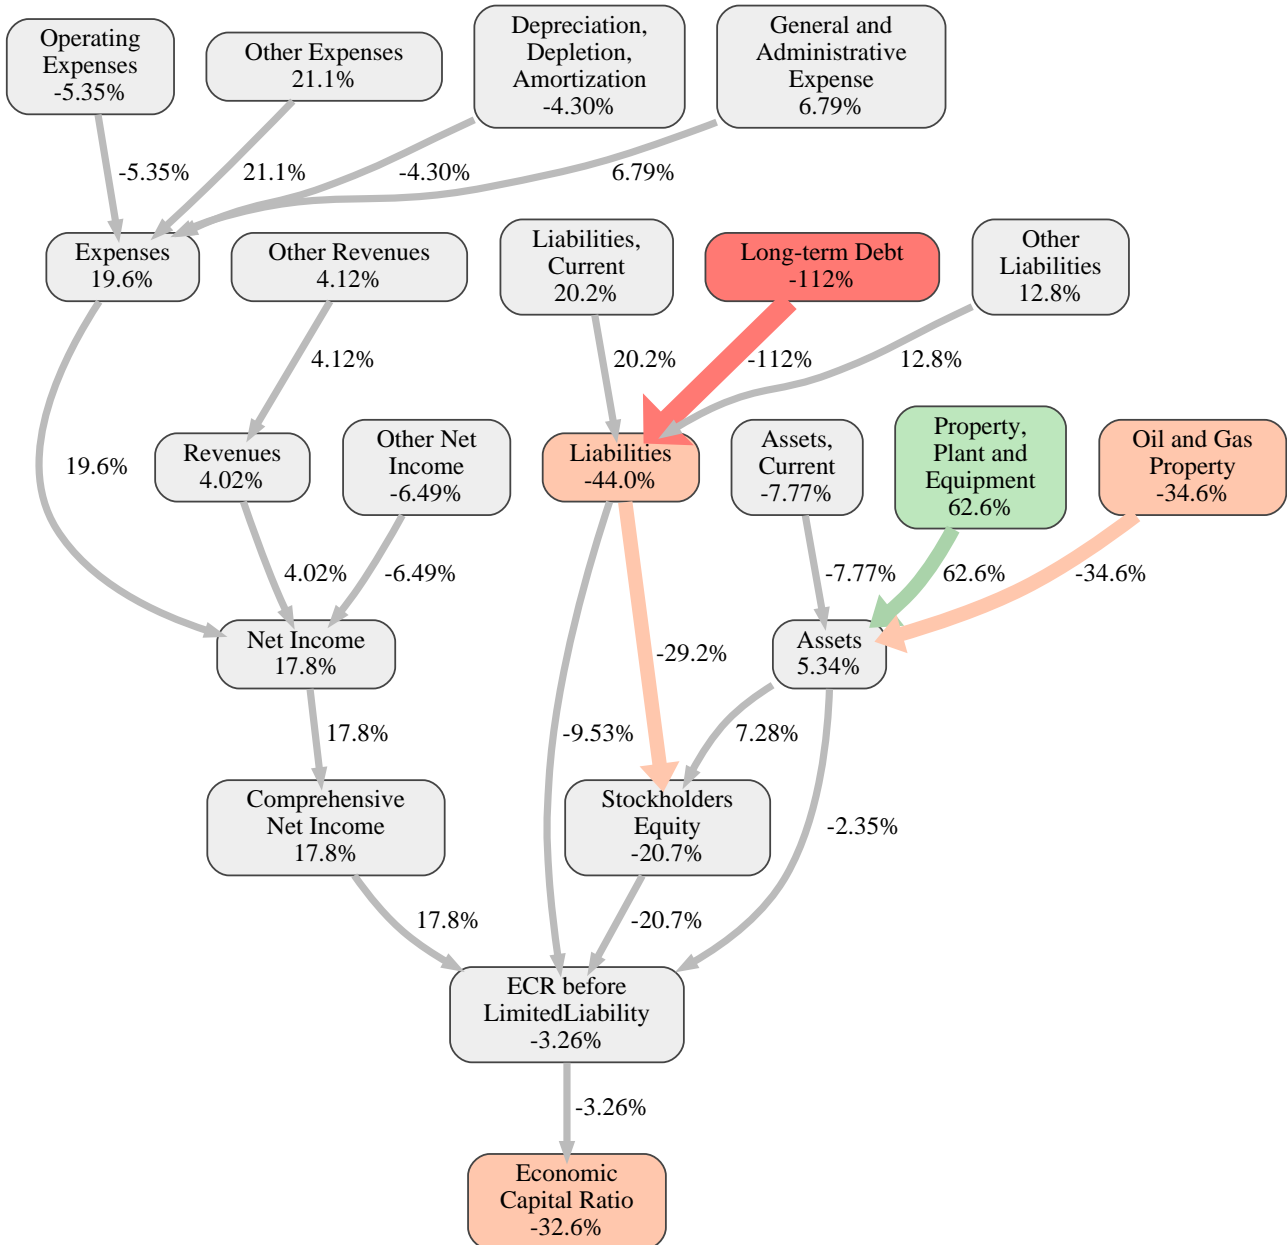 Operating
Expenses
-5.35%
Other Expenses
21.1%
Depreciation,
Depletion,
Amortization
-4.30%
General and
Administrative
Expense
6.79%
-5.35%
21.1%
-4.30%
6.79%
Expenses
19.6%
Other Revenues
4.12%
Liabilities,
Current
20.2%
Long-term Debt
-112%
Other
Liabilities
12.8%
4.12%
20.2%
-112%
12.8%
19.6%
Revenues
4.02%
Other Net
Income
-6.49%
Liabilities
-44.0%
Assets,
Current
-7.77%
Property,
Plant and
Equipment
62.6%
Oil and Gas
Property
-34.6%
4.02%
-6.49%
-7.77%
62.6%
-34.6%
Net Income
17.8%
-29.2%
Assets
5.34%
17.8%
-9.53%
7.28%
Comprehensive
Net Income
17.8%
Stockholders
Equity
-20.7%
-2.35%
17.8%
-20.7%
ECR before
LimitedLiability
-3.26%
-3.26%
Economic
Capital Ratio
-32.6%